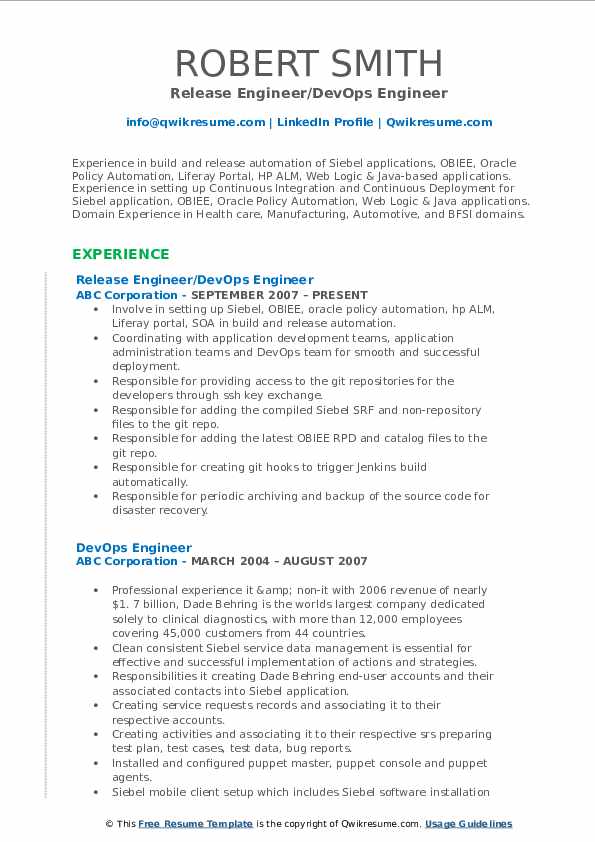 ROBERT SMITH
Release Engineer/DevOps Engineer
info@qwikresume.com | LinkedIn Profile | Qwikresume.com
Experience in build and release automation of Siebel applications, OBIEE, Oracle
Policy Automation, Liferay Portal, HP ALM, Web Logic & Java-based applications.
Experience in setting up Continuous Integration and Continuous Deployment for
Siebel application, OBIEE, Oracle Policy Automation, Web Logic & Java applications.
Domain Experience in Health care, Manufacturing, Automotive, and BFSI domains.
EXPERIENCE
Release Engineer/DevOps Engineer
ABC Corporation - SEPTEMBER 2007 – PRESENT
• Involve in setting up Siebel, OBIEE, oracle policy automation, hp ALM,
Liferay portal, SOA in build and release automation.
• Coordinating with application development teams, application
administration teams and DevOps team for smooth and successful
deployment.
• Responsible for providing access to the git repositories for the
developers through ssh key exchange.
• Responsible for adding the compiled Siebel SRF and non-repository
files to the git repo.
• Responsible for adding the latest OBIEE RPD and catalog files to the
git repo.
• Responsible for creating git hooks to trigger Jenkins build
automatically.
• Responsible for periodic archiving and backup of the source code for
disaster recovery.
DevOps Engineer
ABC Corporation - MARCH 2004 – AUGUST 2007
• Professional experience it &amp; non-it with 2006 revenue of nearly
$1. 7 billion, Dade Behring is the worlds largest company dedicated
solely to clinical diagnostics, with more than 12,000 employees
covering 45,000 customers from 44 countries.
• Clean consistent Siebel service data management is essential for
effective and successful implementation of actions and strategies.
• Responsibilities it creating Dade Behring end-user accounts and their
associated contacts into Siebel application.
• Creating service requests records and associating it to their
respective accounts.
• Creating activities and associating it to their respective srs preparing
test plan, test cases, test data, bug reports.
• Installed and configured puppet master, puppet console and puppet
agents.
• Siebel mobile client setup which includes Siebel software installation
© This Free Resume Template is the copyright of Qwikresume.com. Usage Guidelines